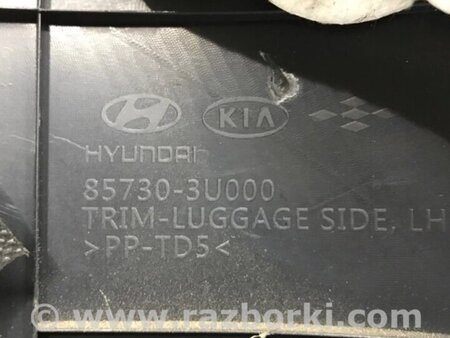 KIA
HYUNDAI
85730-3U000
TRIM-LUGGAGE SIDE, LH
>PP-TD5<
© www.razborki.com